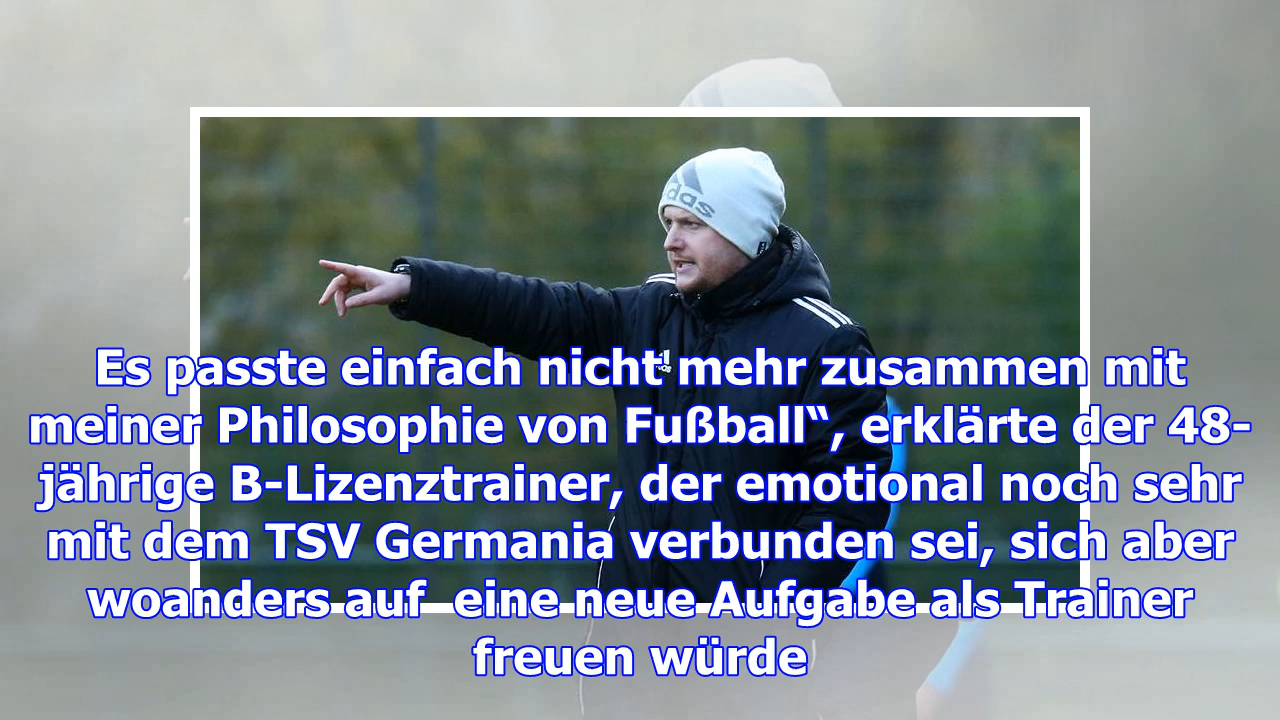 adidas
Es passte einfach nicht mehr zusammen mit
meiner Philosophie von Fußball“, erklärte der 48-
jährige B-Lizenztrainer, der emotional noch sehr
mit dem TSV Germania verbunden sei, sich aber
woanders auf  eine neue Aufgabe als Trainer
freuen würde